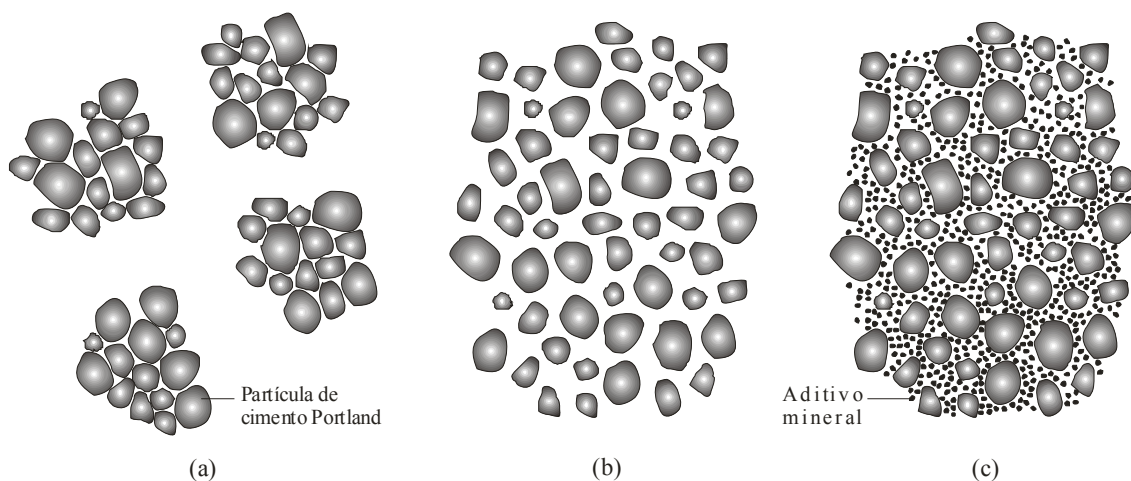 Partícula de
cimento Portland
Aditivo
mineral
(a)
(b)
(c)